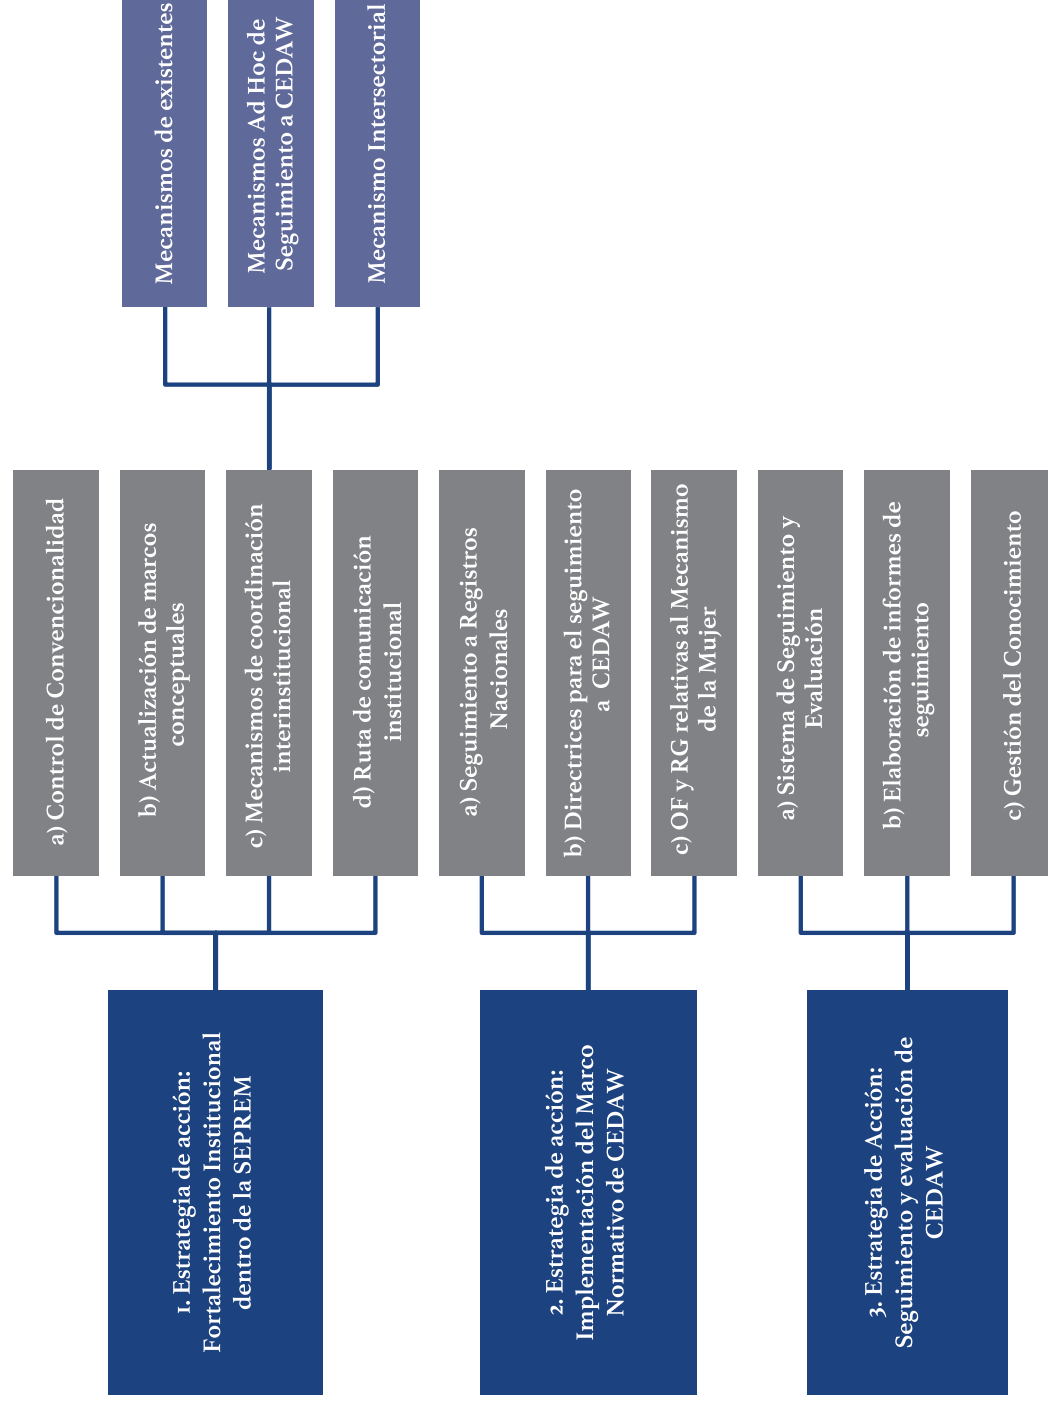 1. Estrategia de acción:
Fortalecimiento Institucional
dentro de la SEPREM
a) Control de Convencionalidad
b) Actualización de marcos
conceptuales
c) Mecanismos de coordinación
interinstitucional
Mecanismos de existentes
Mecanismos Ad Hoc de
Seguimiento a CEDAW
Mecanismo Intersectorial
d) Ruta de comunicación
institucional
2. Estrategia de acción:
Implementación del Marco
Normativo de CEDAW
a) Seguimiento a Registros
Nacionales
b) Directrices para el seguimiento
a CEDAW
c) OF y RG relativas al Mecanismo
de la Mujer
3. Estrategia de Acción:
Seguimiento y evaluación de
CEDAW
a) Sistema de Seguimiento y
Evaluación
b) Elaboración de informes de
seguimiento
c) Gestión del Conocimiento